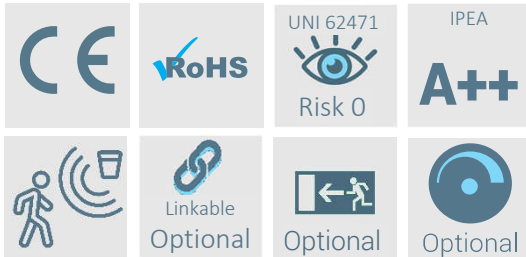 CE
RoHS
UNI 62471
Risk 0
IPEA
A++
Linkable
Optional
Optional
Optional